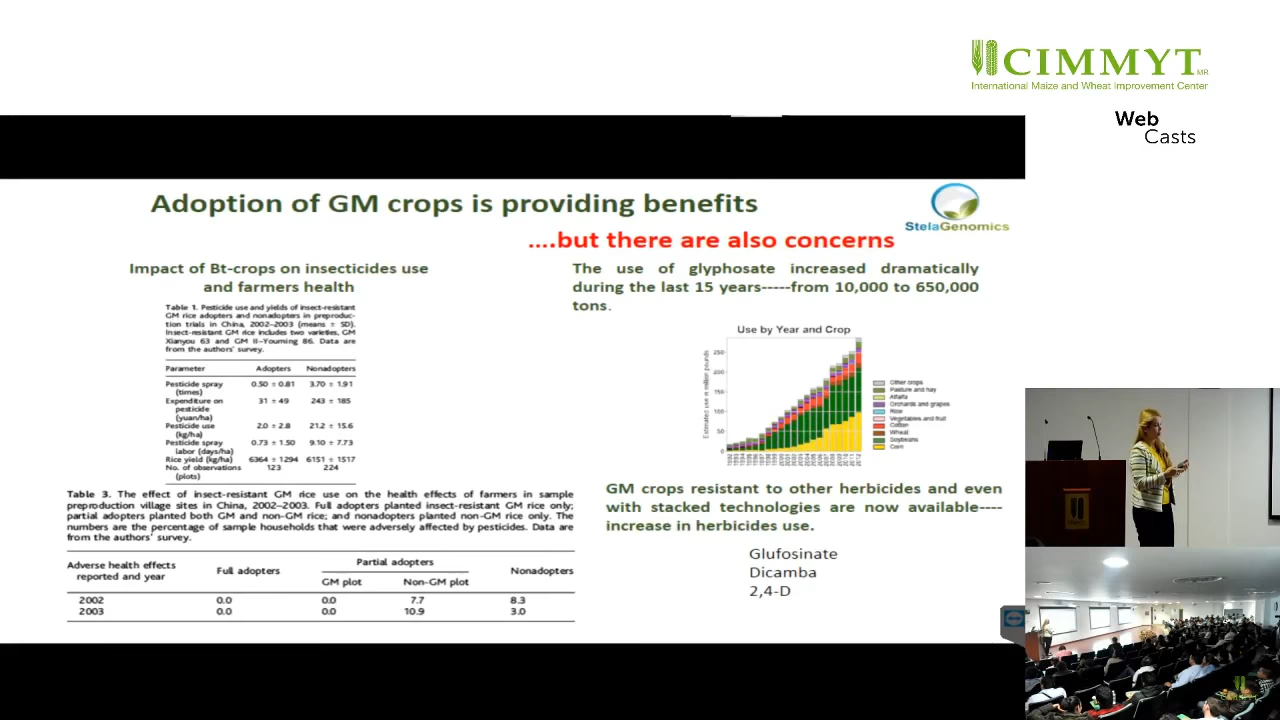 CIMMYT MR
International Maize and Wheat Improvement Center
Web
Casts
Adoption of GM crops is providing benefits
StelaGenomics
....but there are also concerns
Impact of Bt-crops on insecticides use
and farmers health
Table 1. Pesticide use and yields of insect-resistant
GM rice adopters and nonadopters in preproduc-
tion trials in China, 2002–2003 (means ± SD).
Insect-resistant GM rice includes two varieties, GM
Xianyou 63 and GM II–Youming 86. Data are
from the authors' survey.
Parameter Adopters Nonadopters
Pesticide spray 0.50 ± 0.81 3.70 ± 1.91
(times)
Expenditure on 31 ± 49 243 ± 185
pesticide
(yuan/ha)
Pesticide use 2.0 ± 2.8 21.2 ± 15.6
(kg/ha)
Pesticide spray 0.73 ± 1.50 9.10 ± 7.73
labor (days/ha)
Rice yield (kg/ha) 6364 ± 1294 6151 ± 1517
No. of observations 123 224
(plots)
Table 3. The effect of insect-resistant GM rice use on the health effects of farmers in sample
preproduction village sites in China, 2002–2003. Full adopters planted insect-resistant GM rice only;
partial adopters planted both GM and non-GM rice; and nonadopters planted non-GM rice only. The
numbers are the percentage of sample households that were adversely affected by pesticides. Data are
from the authors' survey.
Adverse health effects
reported and year
Full adopters
Partial adopters
GM plot Non-GM plot
Nonadopters
2002 0.0 0.0 7.7 8.3
2003 0.0 0.0 10.9 3.0
The use of glyphosate increased dramatically
during the last 15 years-----from 10,000 to 650,000
tons.
Use by Year and Crop
Estimated use in million pounds
250
200
150
100
50
0
Other crops
Pasture and hay
Alfalfa
Orchards and grapes
Rice
Vegetables and fruit
Cotton
Wheat
Soybeans
Corn
GM crops resistant to other herbicides and even
with stacked technologies are now available----
increase in herbicides use.
Glufosinate
Dicamba
2,4-D